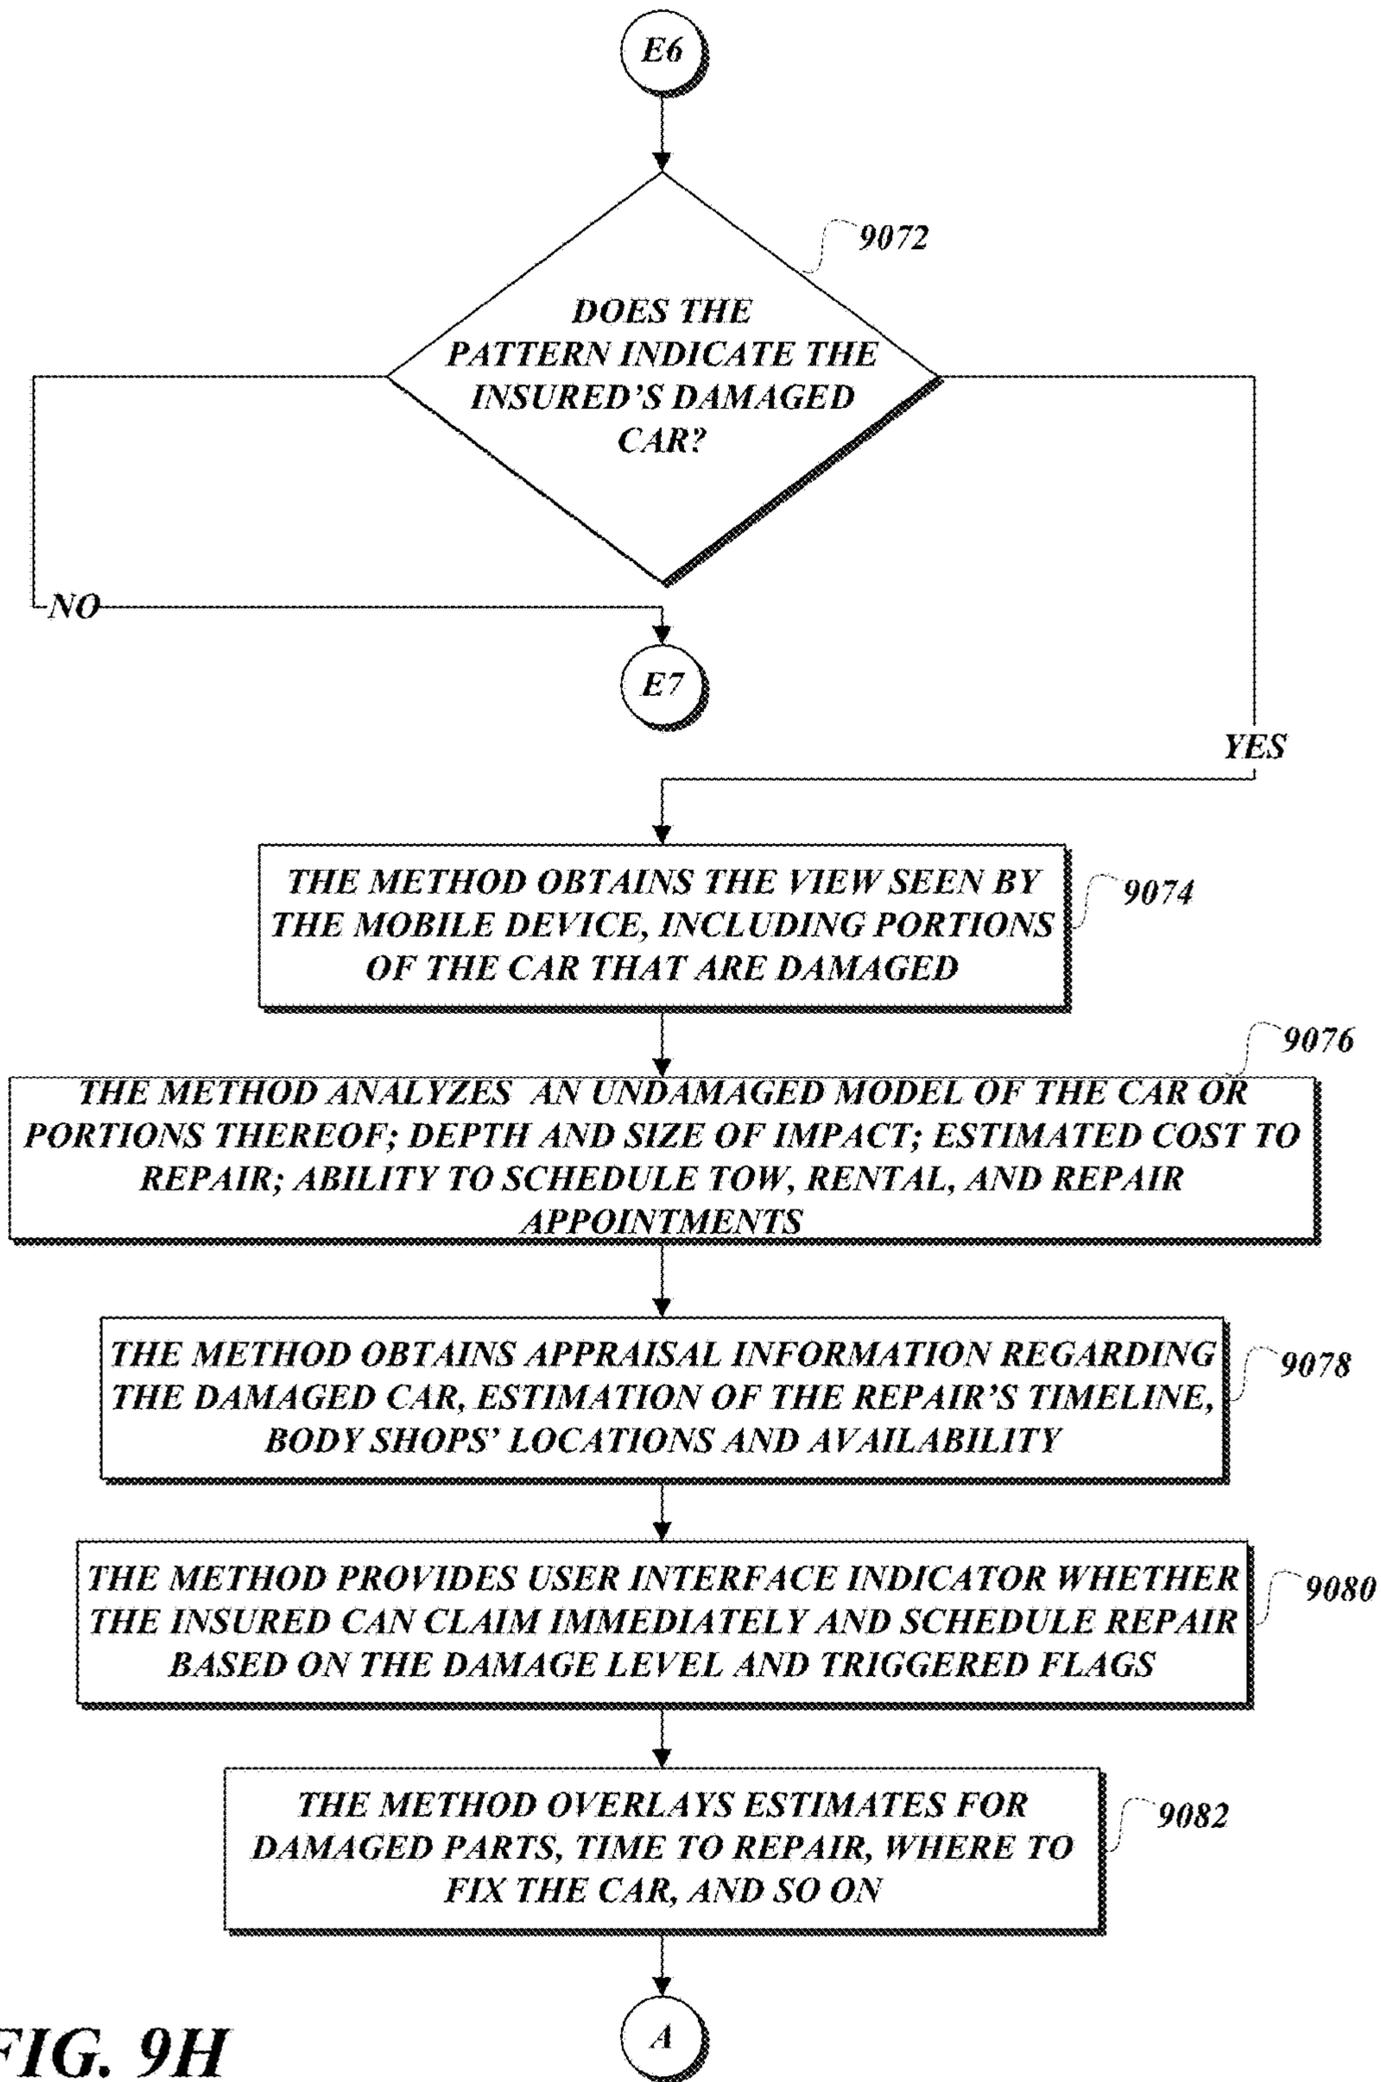 E6
9072
DOES THE
PATTERN INDICATE THE
INSURED'S DAMAGED
CAR?
NO
E7
YES
THE METHOD OBTAINS THE VIEW SEEN BY
THE MOBILE DEVICE, INCLUDING PORTIONS
OF THE CAR THAT ARE DAMAGED
9074
9076
THE METHOD ANALYZES AN UNDAMAGED MODEL OF THE CAR OR
PORTIONS THEREOF; DEPTH AND SIZE OF IMPACT; ESTIMATED COST TO
REPAIR; ABILITY TO SCHEDULE TOW, RENTAL, AND REPAIR
APPOINTMENTS
THE METHOD OBTAINS APPRAISAL INFORMATION REGARDING
THE DAMAGED CAR, ESTIMATION OF THE REPAIR'S TIMELINE,
BODY SHOPS' LOCATIONS AND AVAILABILITY
9078
THE METHOD PROVIDES USER INTERFACE INDICATOR WHETHER
THE INSURED CAN CLAIM IMMEDIATELY AND SCHEDULE REPAIR
BASED ON THE DAMAGE LEVEL AND TRIGGERED FLAGS
9080
THE METHOD OVERLAYS ESTIMATES FOR
DAMAGED PARTS, TIME TO REPAIR, WHERE TO
FIX THE CAR, AND SO ON
9082
A
FIG. 9H